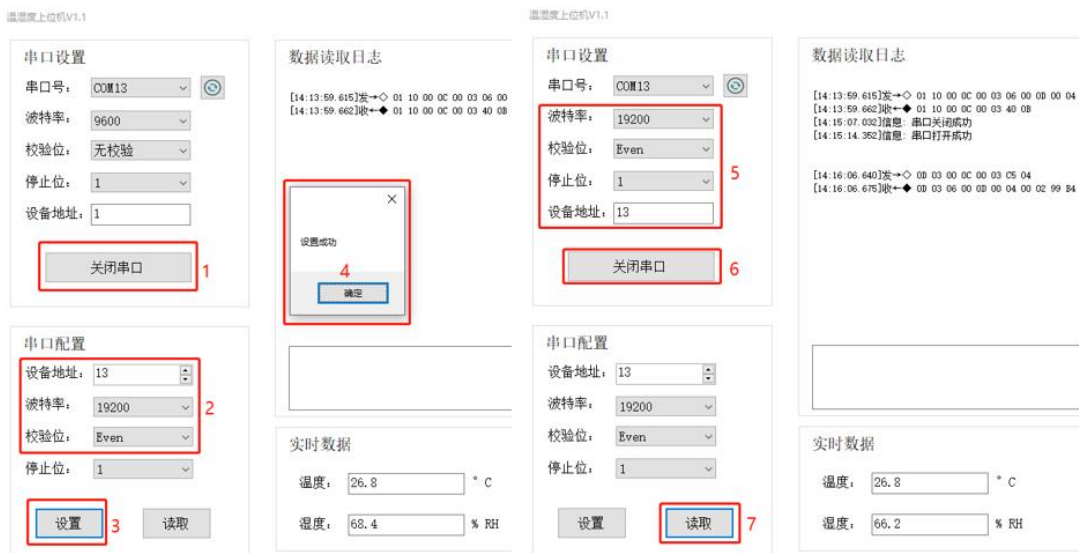 温湿度上位机V1.1
串口设置
串口号： COM13
波特率： 9600
校验位： 无校验
停止位： 1
设备地址： 1
关闭串口 1
串口配置
设备地址： 13
波特率： 19200 2
校验位： Even
停止位： 1
设置 3 读取
数据读取日志
[14:13:59.615]发→◇ 01 10 00 0C 00 03 06 00
[14:13:59.662]收←◆ 01 10 00 0C 00 03 40 0B
设置成功
4
确定
实时数据
温度： 26.8 ° C
湿度： 68.4 % RH
温湿度上位机V1.1
串口设置
串口号： COM13
波特率： 19200
校验位： Even
停止位： 1 5
设备地址： 13
关闭串口 6
串口配置
设备地址： 13
波特率： 19200
校验位： Even
停止位： 1
设置 读取 7
数据读取日志
[14:13:59.615]发→◇ 01 10 00 0C 00 03 06 00 0D 00 04
[14:13:59.662]收←◆ 01 10 00 0C 00 03 40 0B
[14:15:07.032]信息: 串口关闭成功
[14:15:14.352]信息: 串口打开成功
[14:16:06.640]发→◇ 0D 03 00 0C 00 03 C5 04
[14:16:06.675]收←◆ 0D 03 06 00 0D 00 04 00 02 99 B4
实时数据
温度： 26.8 ° C
湿度： 66.2 % RH